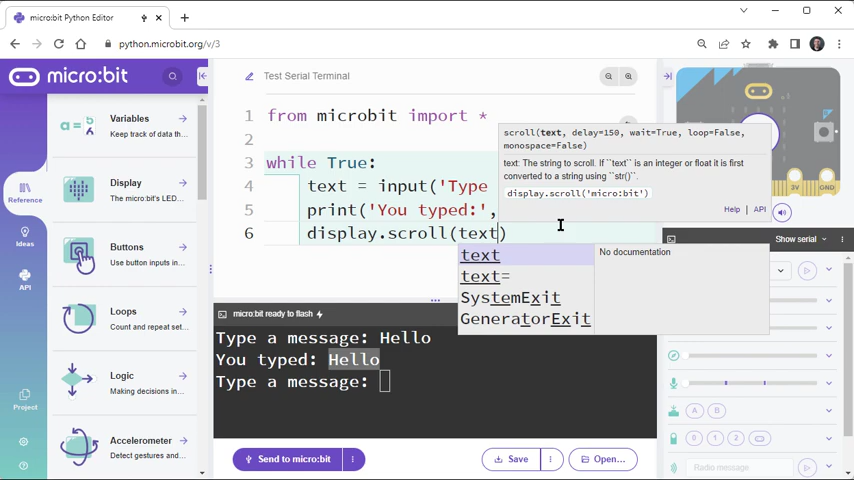 micro:bit Python Editor
python.microbit.org/v/3
micro:bit
Test Serial Terminal
Reference
Ideas
API
Project
Variables
Keep track of data th...
Display
The micro:bit's LED...
Buttons
Use button inputs in...
Loops
Count and repeat set...
Logic
Making decisions in...
Accelerometer
Detect gestures and...
1 from microbit import *
2
3 while True:
4 text = input('Type
5 print('You typed:',
6 display.scroll(text)
scroll(text, delay=150, wait=True, loop=False,
monospace=False)
text: The string to scroll. If ``text`` is an integer or float it is first
converted to a string using ``str()``.
display.scroll('micro:bit')
Help API
text
text=
SystemExit
GeneratorExit
No documentation
micro:bit ready to flash
Type a message: Hello
You typed: Hello
Type a message:
Send to micro:bit
Save
Open...
3V GND
Show serial
A B
0 1 2
Radio message